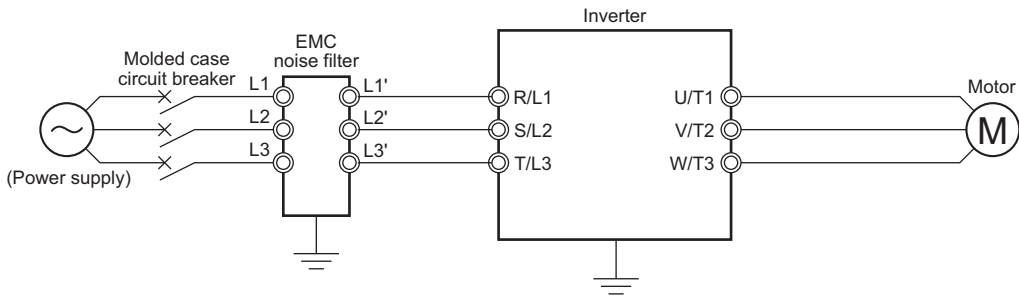 Inverter
EMC
noise filter
Molded case
circuit breaker
L1
L1'
R/L1
U/T1
Motor
L2
L2'
S/L2
V/T2
M
L3
L3'
T/L3
W/T3
(Power supply)